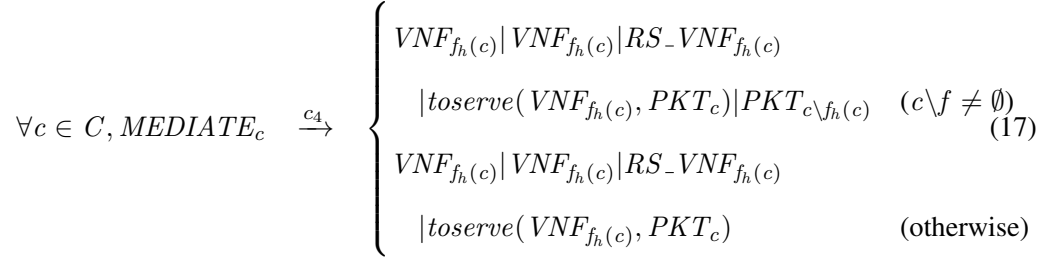 VNF_{f_h(c)}| VNF_{f_h(c)}|RS_VNF_{f_h(c)}
|toserve( VNF_{f_h(c)}, PKT_c)|PKT_{c\f_h(c)} (c\f ≠ ∅)
∀c ∈ C, MEDIATE_c \xrightarrow{c_4} {
(17)
VNF_{f_h(c)}| VNF_{f_h(c)}|RS_VNF_{f_h(c)}
|toserve( VNF_{f_h(c)}, PKT_c) (otherwise)